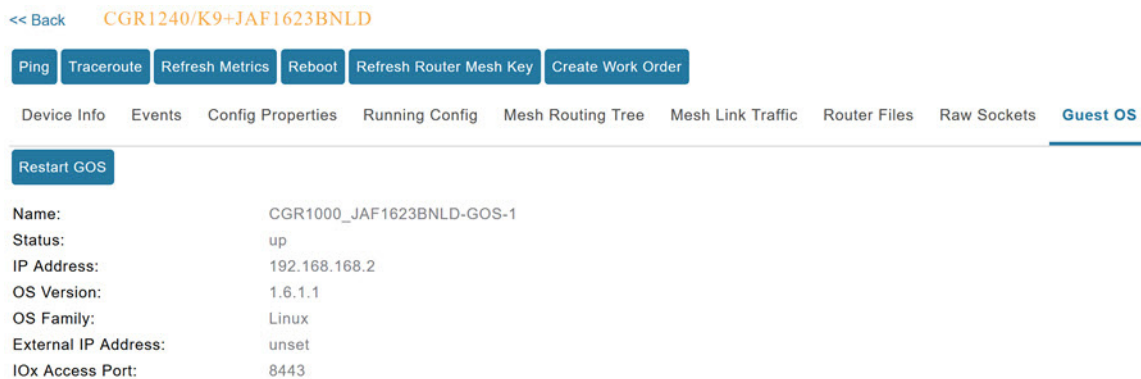 << Back CGR1240/K9+JAF1623BNLD
Ping Traceroute Refresh Metrics Reboot Refresh Router Mesh Key Create Work Order
Device Info Events Config Properties Running Config Mesh Routing Tree Mesh Link Traffic Router Files Raw Sockets Guest OS
Restart GOS
Name: CGR1000_JAF1623BNLD-GOS-1
Status: up
IP Address: 192.168.168.2
OS Version: 1.6.1.1
OS Family: Linux
External IP Address: unset
IOx Access Port: 8443